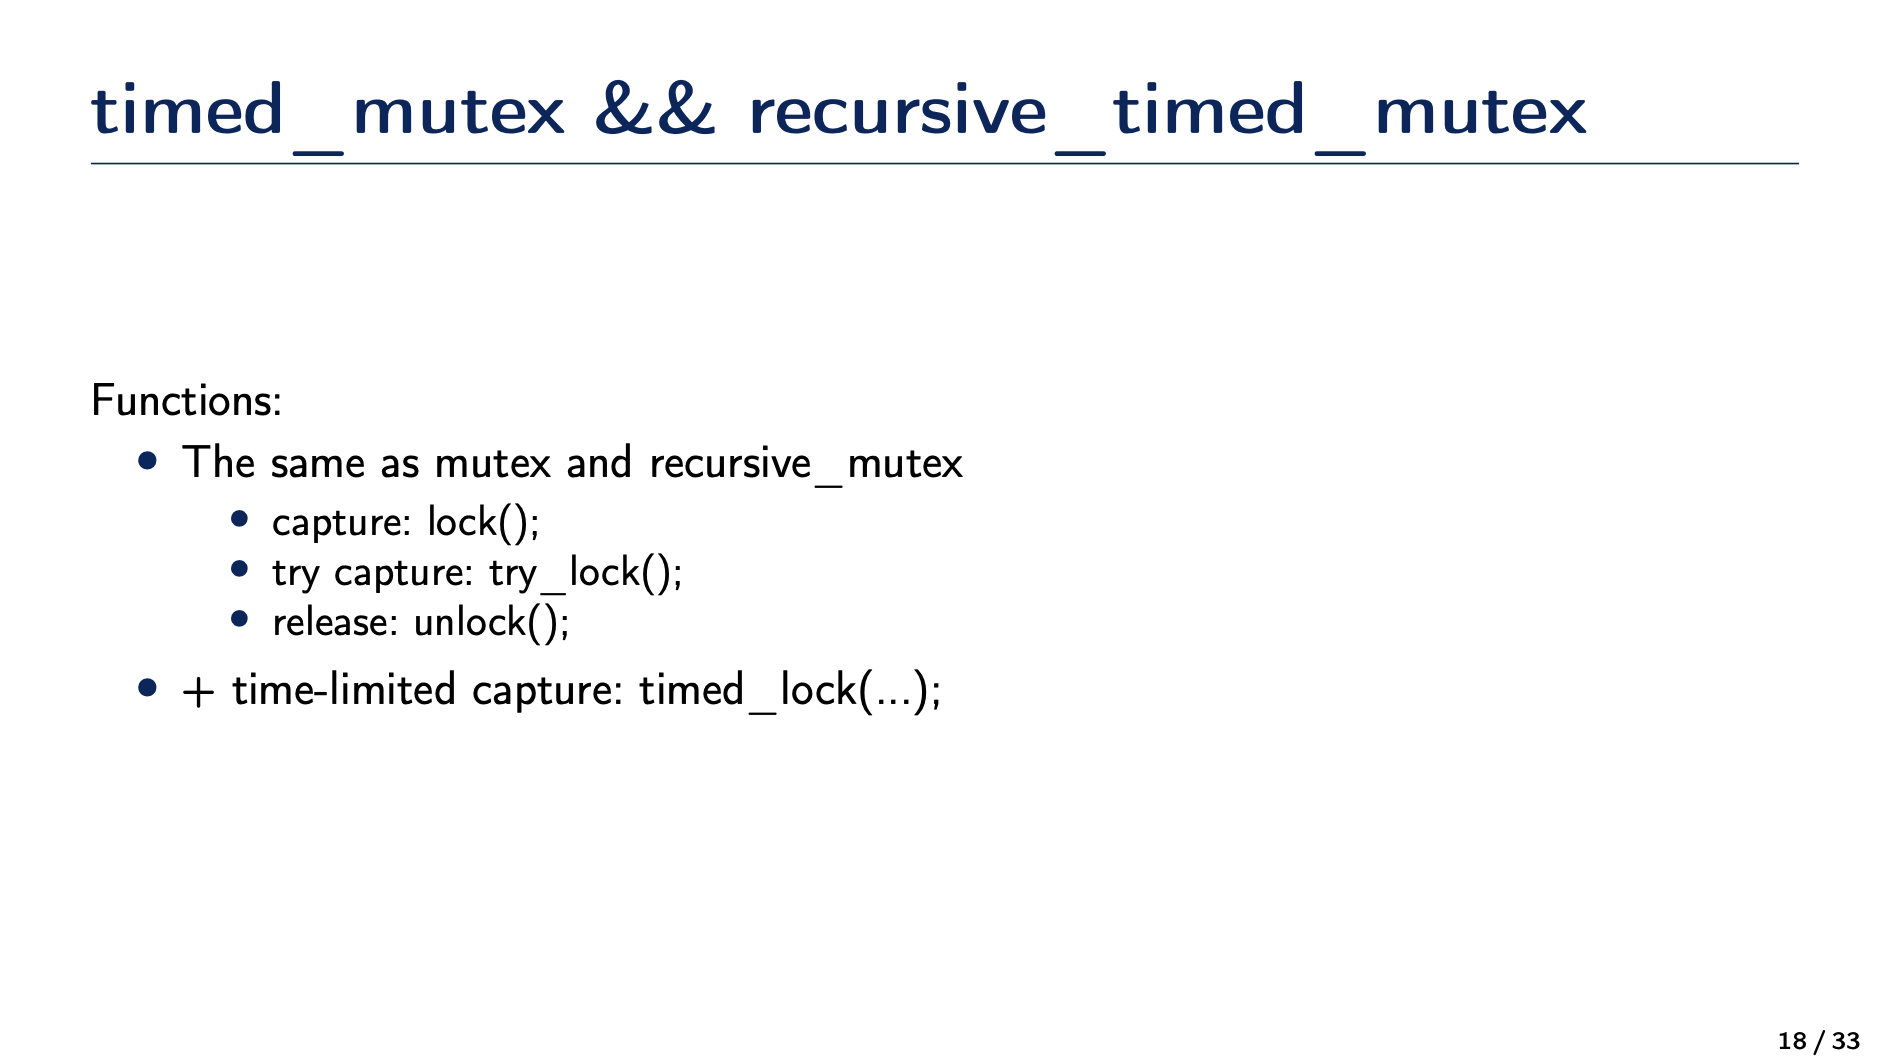 timed_mutex && recursive_timed_mutex
Functions:
• The same as mutex and recursive_mutex
• capture: lock();
• try capture: try_lock();
• release: unlock();
• + time-limited capture: timed_lock(...);
18 / 33